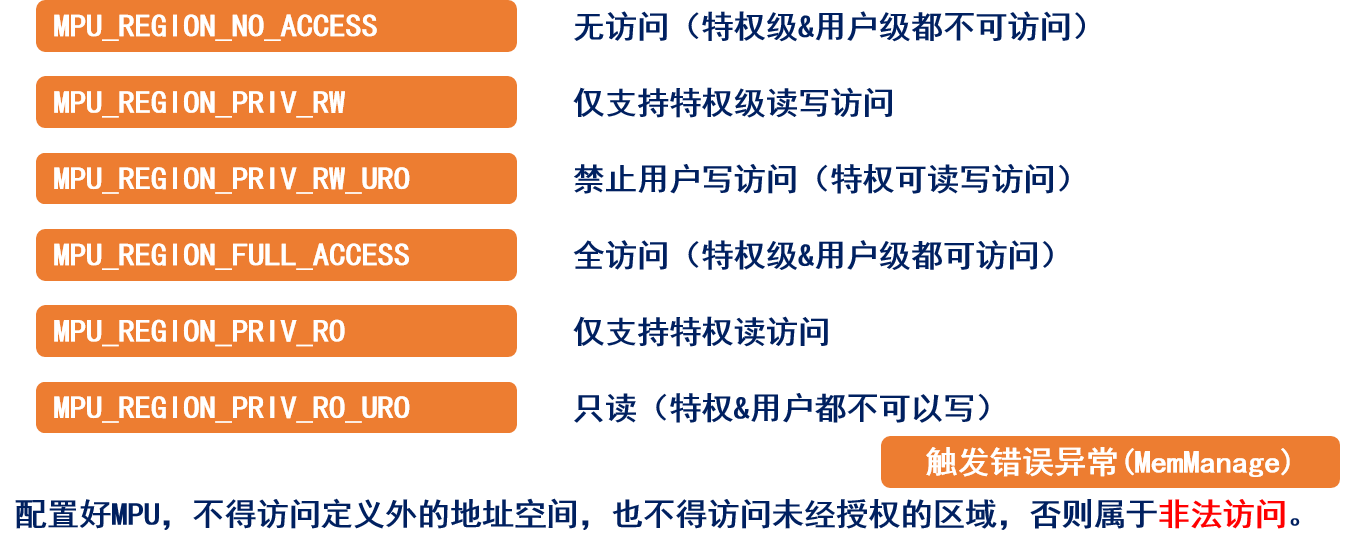 MPU_REGION_NO_ACCESS 无访问（特权级&用户级都不可访问）
MPU_REGION_PRIV_RW 仅支持特权级读写访问
MPU_REGION_PRIV_RW_URO 禁止用户写访问（特权可读写访问）
MPU_REGION_FULL_ACCESS 全访问（特权级&用户级都可访问）
MPU_REGION_PRIV_RO 仅支持特权读访问
MPU_REGION_PRIV_RO_URO 只读（特权&用户都不可以写）
触发错误异常(MemManage)
配置好MPU，不得访问定义外的地址空间，也不得访问未经授权的区域，否则属于非法访问。